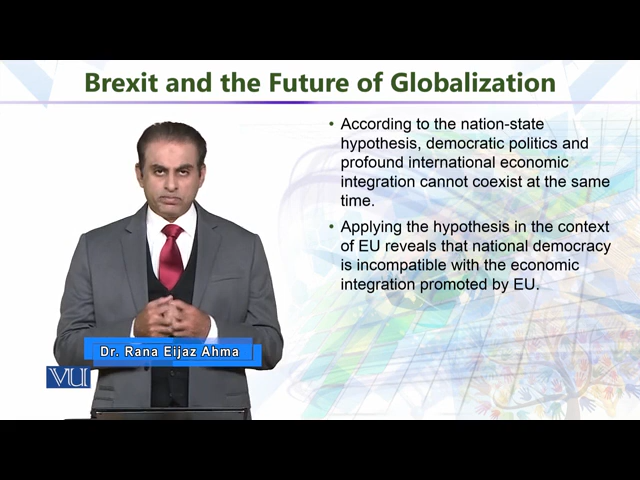 Brexit and the Future of Globalization
• According to the nation-state
hypothesis, democratic politics and
profound international economic
integration cannot coexist at the same
time.
• Applying the hypothesis in the context
of EU reveals that national democracy
is incompatible with the economic
integration promoted by EU.
Dr. Rana Eijaz Ahma
VU